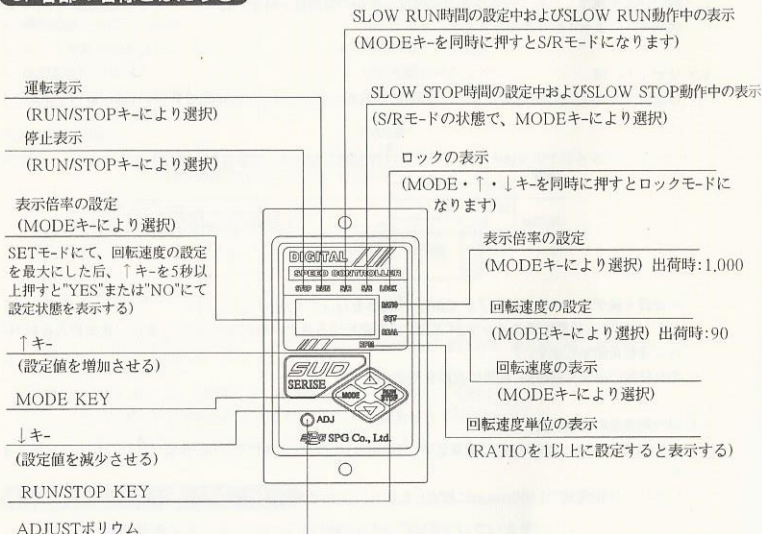 SLOW RUN時間の設定中およびSLOW RUN動作中の表示
(MODEキーを同時に押すとS/Rモードになります)
SLOW STOP時間の設定中およびSLOW STOP動作中の表示
(S/Rモードの状態で、MODEキーにより選択)
ロックの表示
(MODE・↑・↓キーを同時に押すとロックモードに
なります)
運転表示
(RUN/STOPキーにより選択)
停止表示
(RUN/STOPキーにより選択)
表示倍率の設定
(MODEキーにより選択)
SETモードにて、回転速度の設定
を最大にした後、↑キーを5秒以
上押すと"YES"または"NO"にて
設定状態を表示する)
↑キー
(設定値を増加させる)
MODE KEY
↓キー
(設定値を減少させる)
RUN/STOP KEY
ADJUSTボリウム
DIGITAL
SPEED CONTROLLER
STOP RUN S/R S/S LOCK
RATIO
SET
REAL
RPM
SUD
SERISE
MODE
RUN
STOP
ADJ
SPG Co., Ltd.
表示倍率の設定
(MODEキーにより選択) 出荷時:1,000
回転速度の設定
(MODEキーにより選択) 出荷時:90
回転速度の表示
(MODEキーにより選択)
回転速度単位の表示
(RATIOを1以上に設定すると表示する)